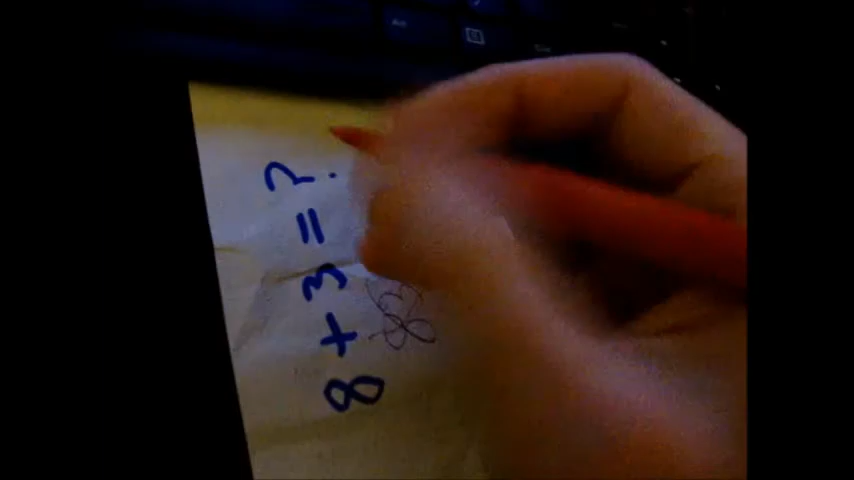 8 + 3 = ?